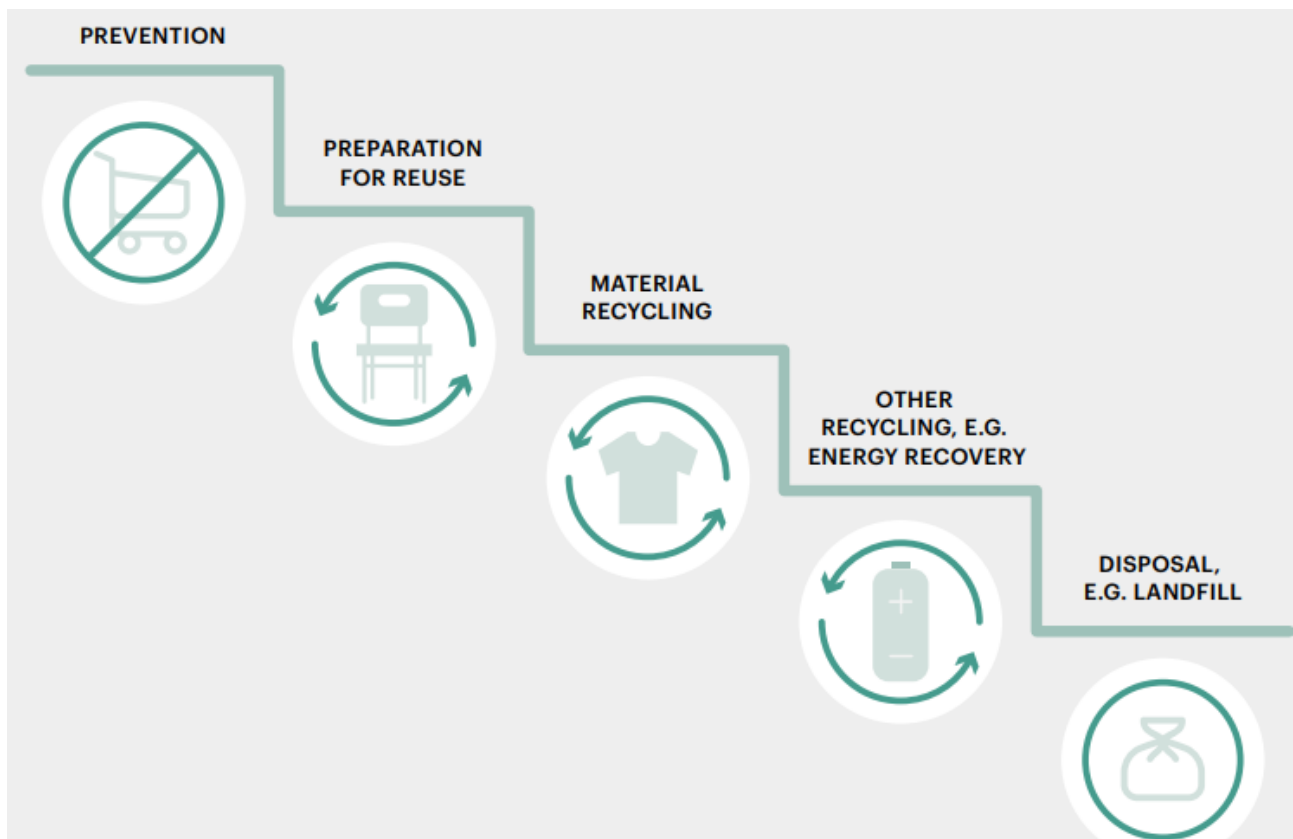 PREVENTION
PREPARATION
FOR REUSE
MATERIAL
RECYCLING
OTHER
RECYCLING, E.G.
ENERGY RECOVERY
DISPOSAL,
E.G. LANDFILL